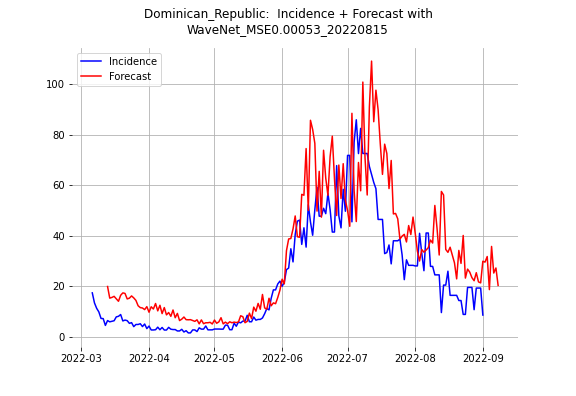 Dominican_Republic:  Incidence + Forecast with
WaveNet_MSE0.00053_20220815
Incidence
Forecast
100
80
60
40
20
0
2022-03 2022-04 2022-05 2022-06 2022-07 2022-08 2022-09